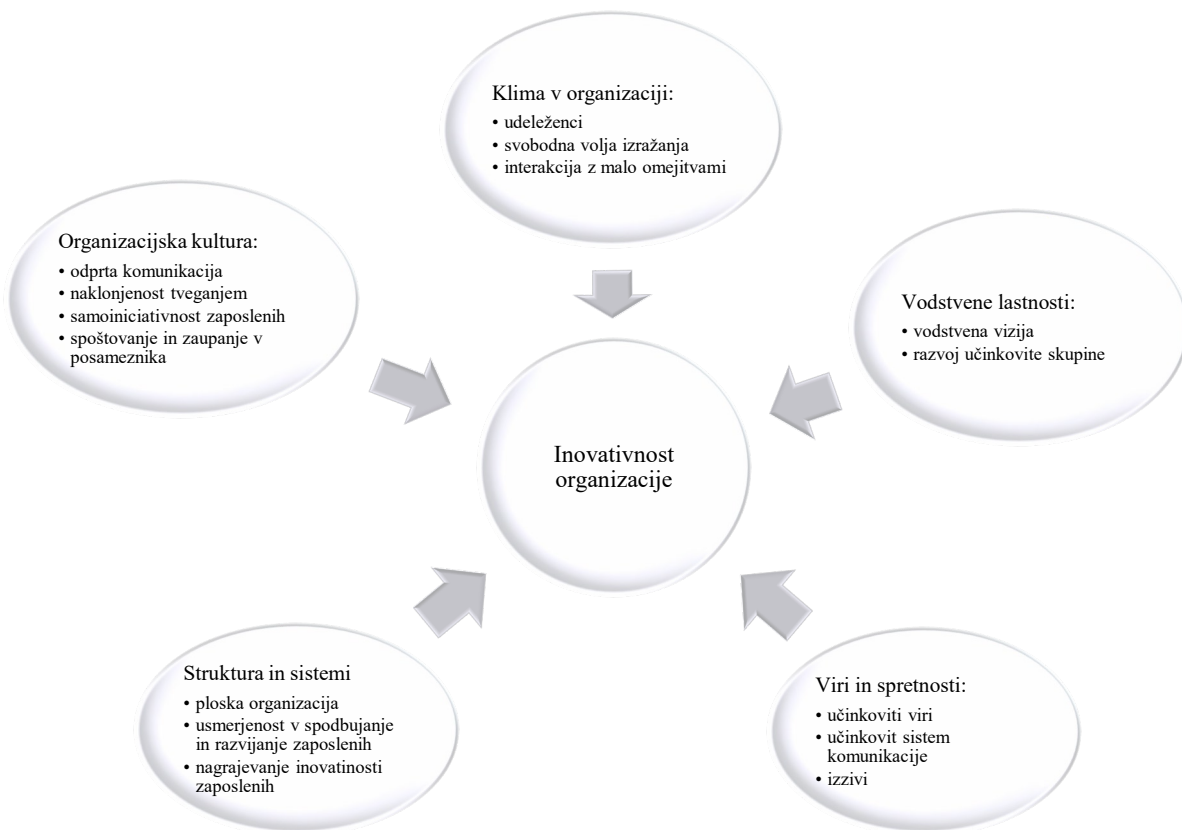 Klima v organizaciji:
• udeleženci
• svobodna volja izražanja
• interakcija z malo omejitvami
Organizacijska kultura:
• odprta komunikacija
• naklonjenost tveganjem
• samoiniciativnost zaposlenih
• spoštovanje in zaupanje v
posameznika
Vodstvene lastnosti:
• vodstvena vizija
• razvoj učinkovite skupine
Inovativnost
organizacije
Struktura in sistemi
• ploska organizacija
• usmerjenost v spodbujanje
in razvijanje zaposlenih
• nagrajevanje inovatinosti
zaposlenih
Viri in spretnosti:
• učinkoviti viri
• učinkovit sistem
komunikacije
• izzivi